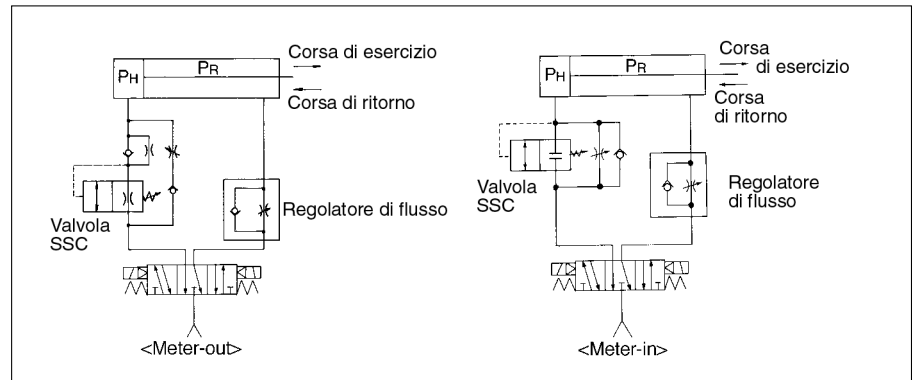 Corsa di esercizio
PH
PR
Corsa di ritorno
Valvola
SSC
Regolatore di flusso
<Meter-out>
Corsa
di esercizio
PH
PR
Corsa
di ritorno
Valvola
SSC
Regolatore
di flusso
<Meter-in>